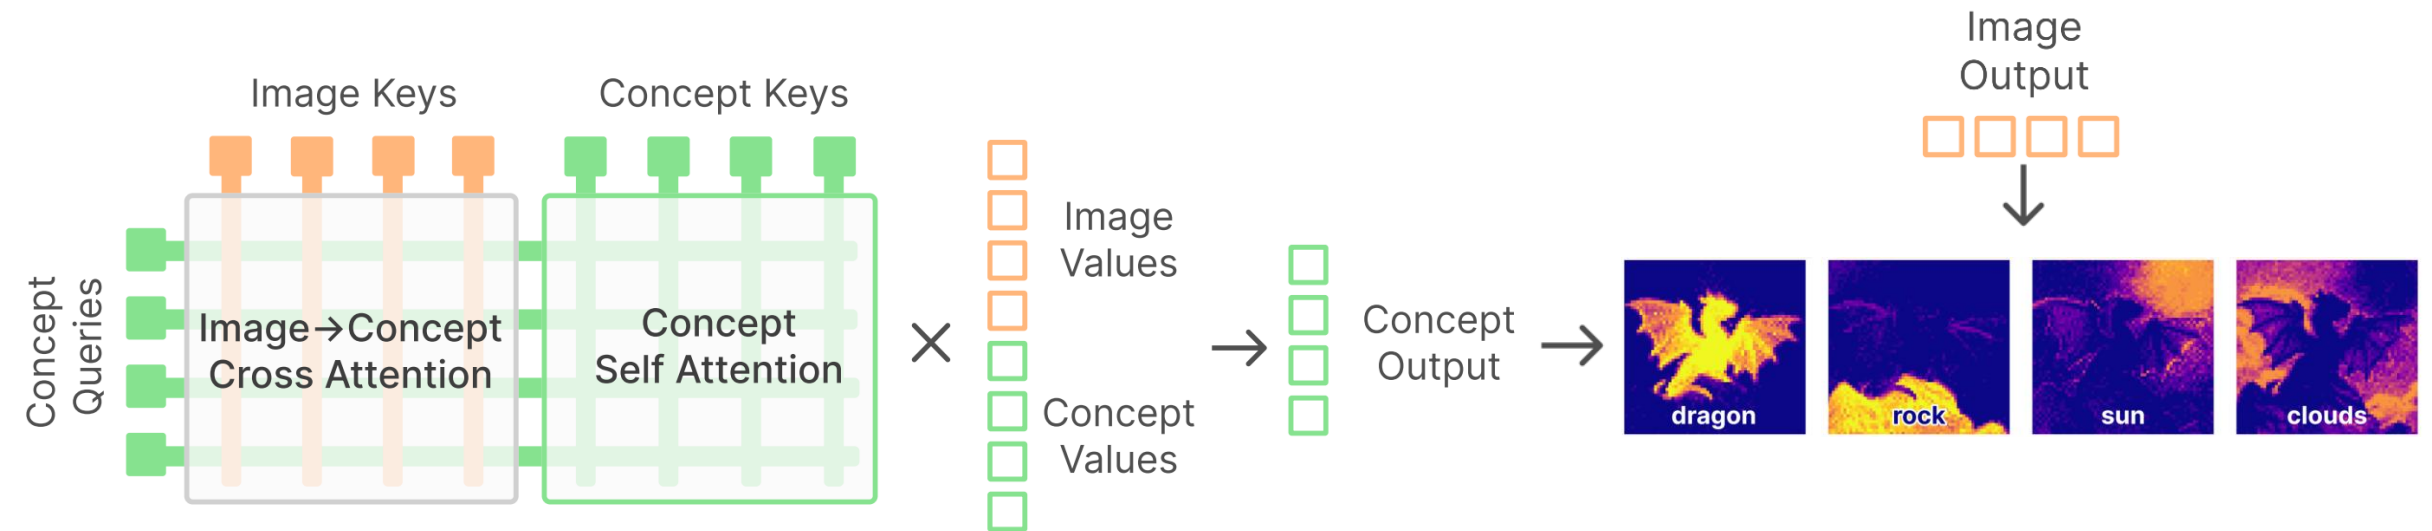 Image Keys
Concept Keys
Concept
Queries
Image→Concept
Cross Attention
Concept
Self Attention
×
Image
Values
Concept
Values
Concept
Output
Image
Output
dragon
rock
sun
clouds